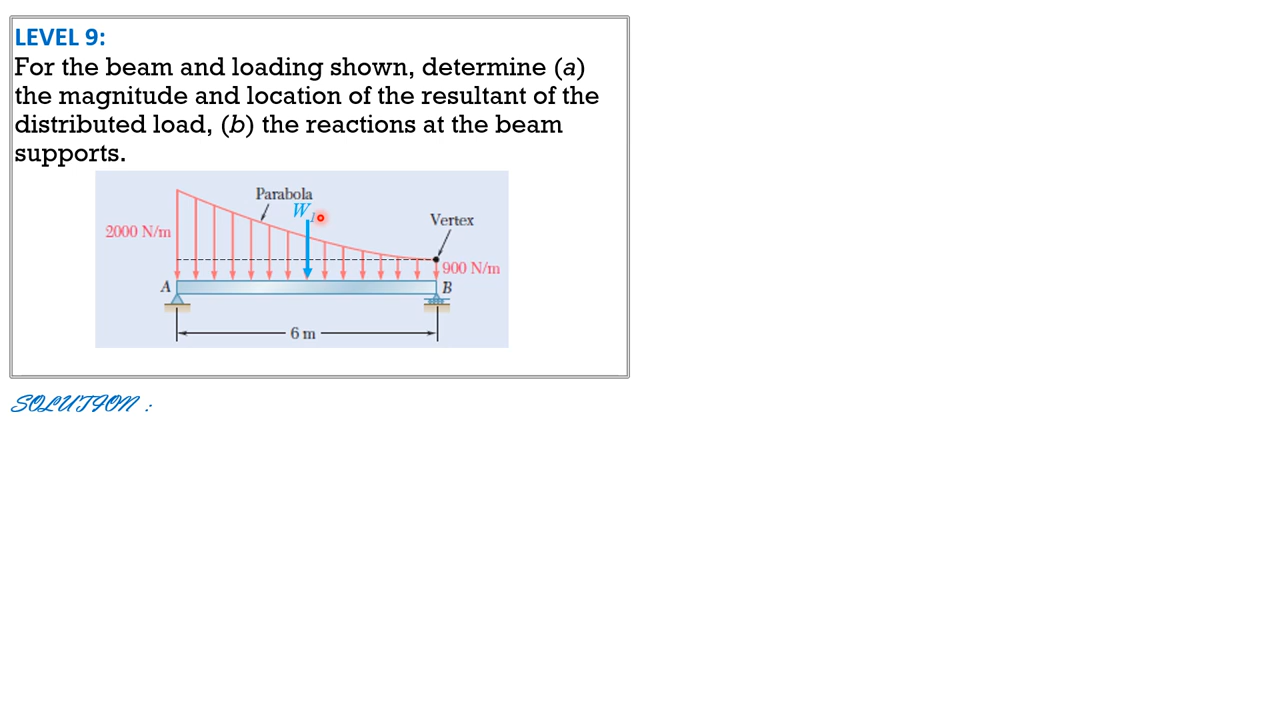 LEVEL 9:
For the beam and loading shown, determine (a)
the magnitude and location of the resultant of the
distributed load, (b) the reactions at the beam
supports.
Parabola
W
Vertex
2000 N/m
900 N/m
A
B
6 m
SOLUTION :